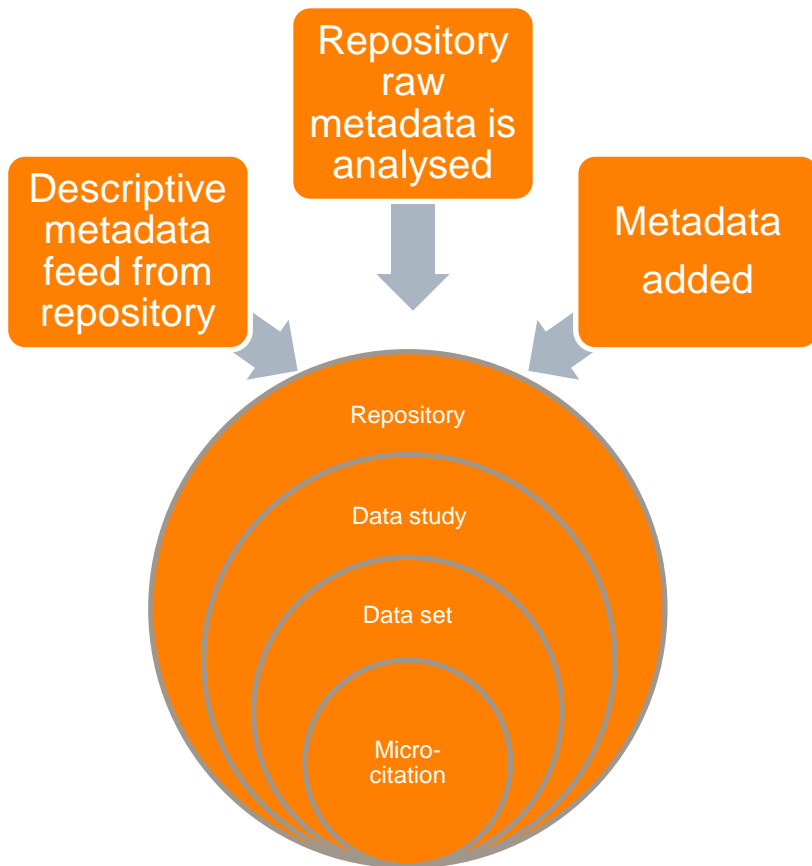 Repository
raw
metadata is
analysed
Descriptive
metadata
feed from
repository
Metadata
added
Repository
Data study
Data set
Micro-
citation